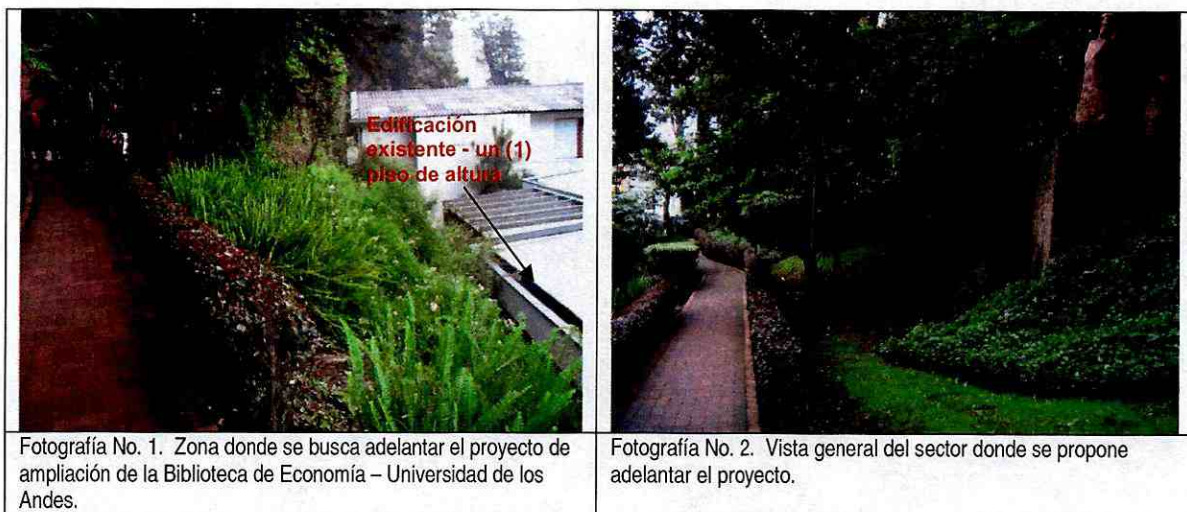 Edificación
existente - un (1)
piso de altura
Fotografía No. 1. Zona donde se busca adelantar el proyecto de
ampliación de la Biblioteca de Economía – Universidad de los
Andes.
Fotografía No. 2. Vista general del sector donde se propone
adelantar el proyecto.